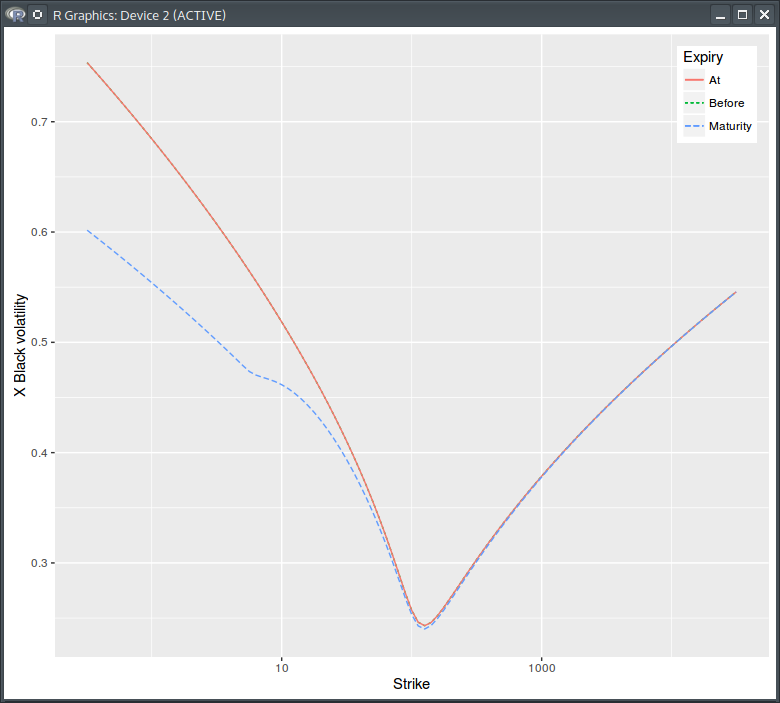 R Graphics: Device 2 (ACTIVE)
Expiry
At
Before
Maturity
0.7
0.6
0.5
0.4
0.3
X Black volatility
10
1000
Strike